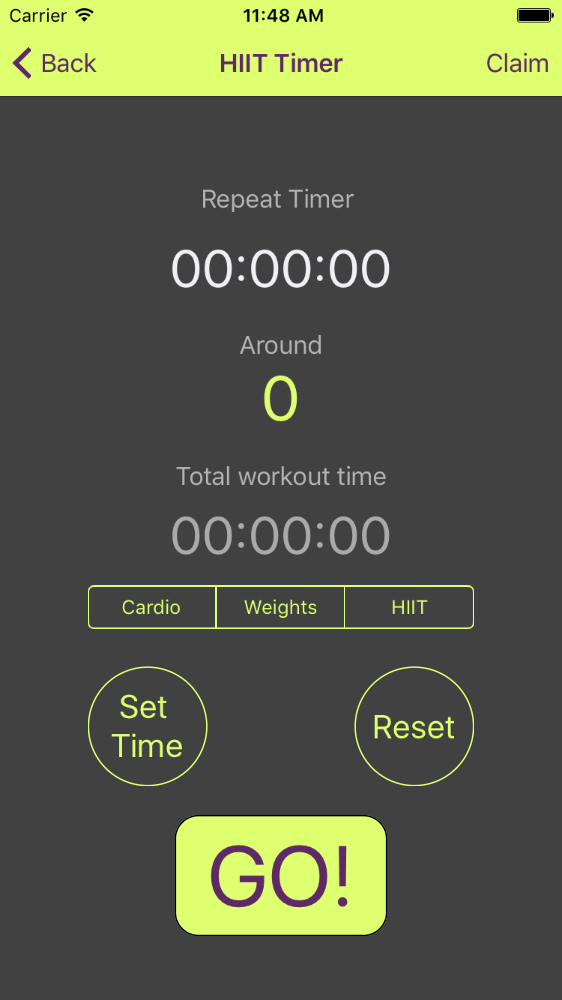 Carrier 11:48 AM
Back HIIT Timer Claim
Repeat Timer
00:00:00
Around
0
Total workout time
00:00:00
Cardio Weights HIIT
Set
Time
Reset
GO!